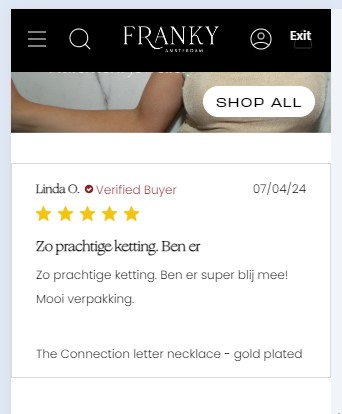 FRANKY
AMSTERDAM
Exit
SHOP ALL
Linda O. Verified Buyer 07/04/24
Zo prachtige ketting. Ben er
Zo prachtige ketting. Ben er super blij mee!
Mooi verpakking.
The Connection letter necklace - gold plated